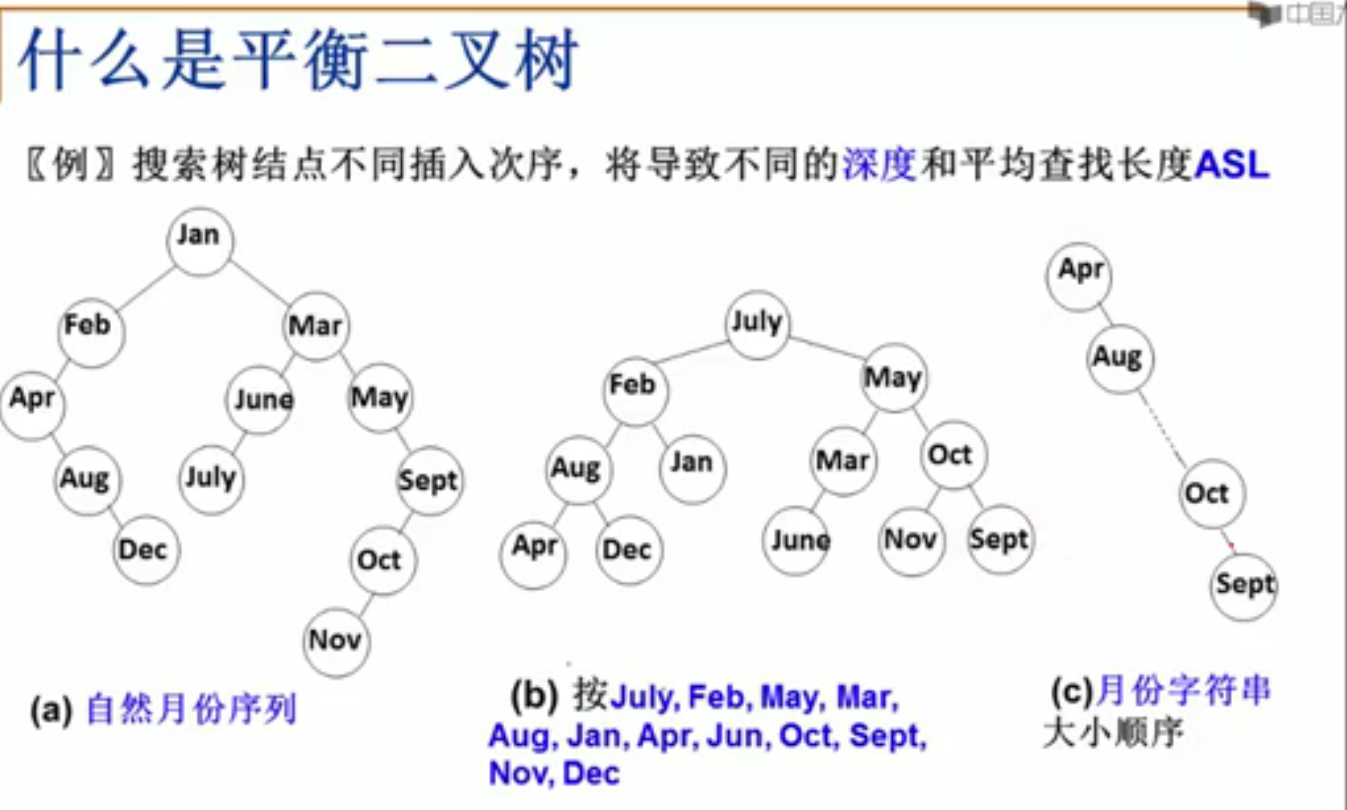 中国
什么是平衡二叉树
〖例〗搜索树结点不同插入次序，将导致不同的深度和平均查找长度ASL
Jan
Feb
Mar
Apr
June
May
Aug
July
Sept
Dec
Oct
Nov
(a) 自然月份序列
July
Feb
May
Aug
Jan
Mar
Oct
Apr
Dec
June
Nov
Sept
(b) 按July, Feb, May, Mar,
Aug, Jan, Apr, Jun, Oct, Sept,
Nov, Dec
Apr
Aug
Oct
Sept
(c)月份字符串
大小顺序